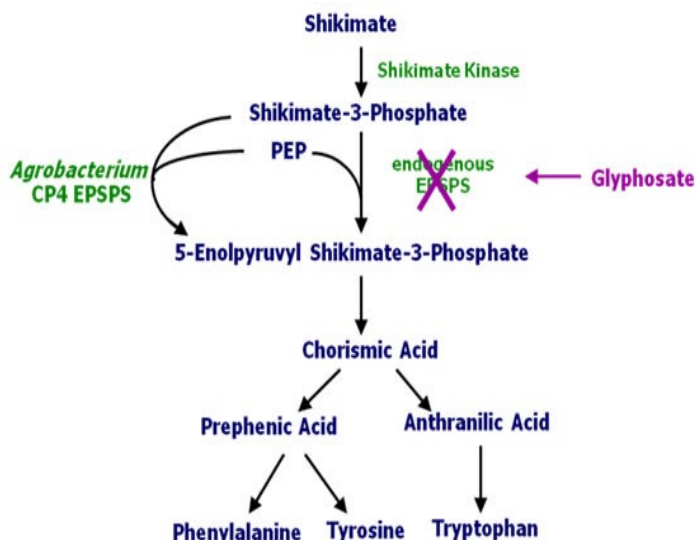 Shikimate
Shikimate Kinase
Shikimate-3-Phosphate
PEP
Agrobacterium
CP4 EPSPS
endogenous
EPSPS
Glyphosate
5-Enolpyruvyl Shikimate-3-Phosphate
Chorismic Acid
Prephenic Acid
Anthranilic Acid
Phenylalanine
Tyrosine
Tryptophan